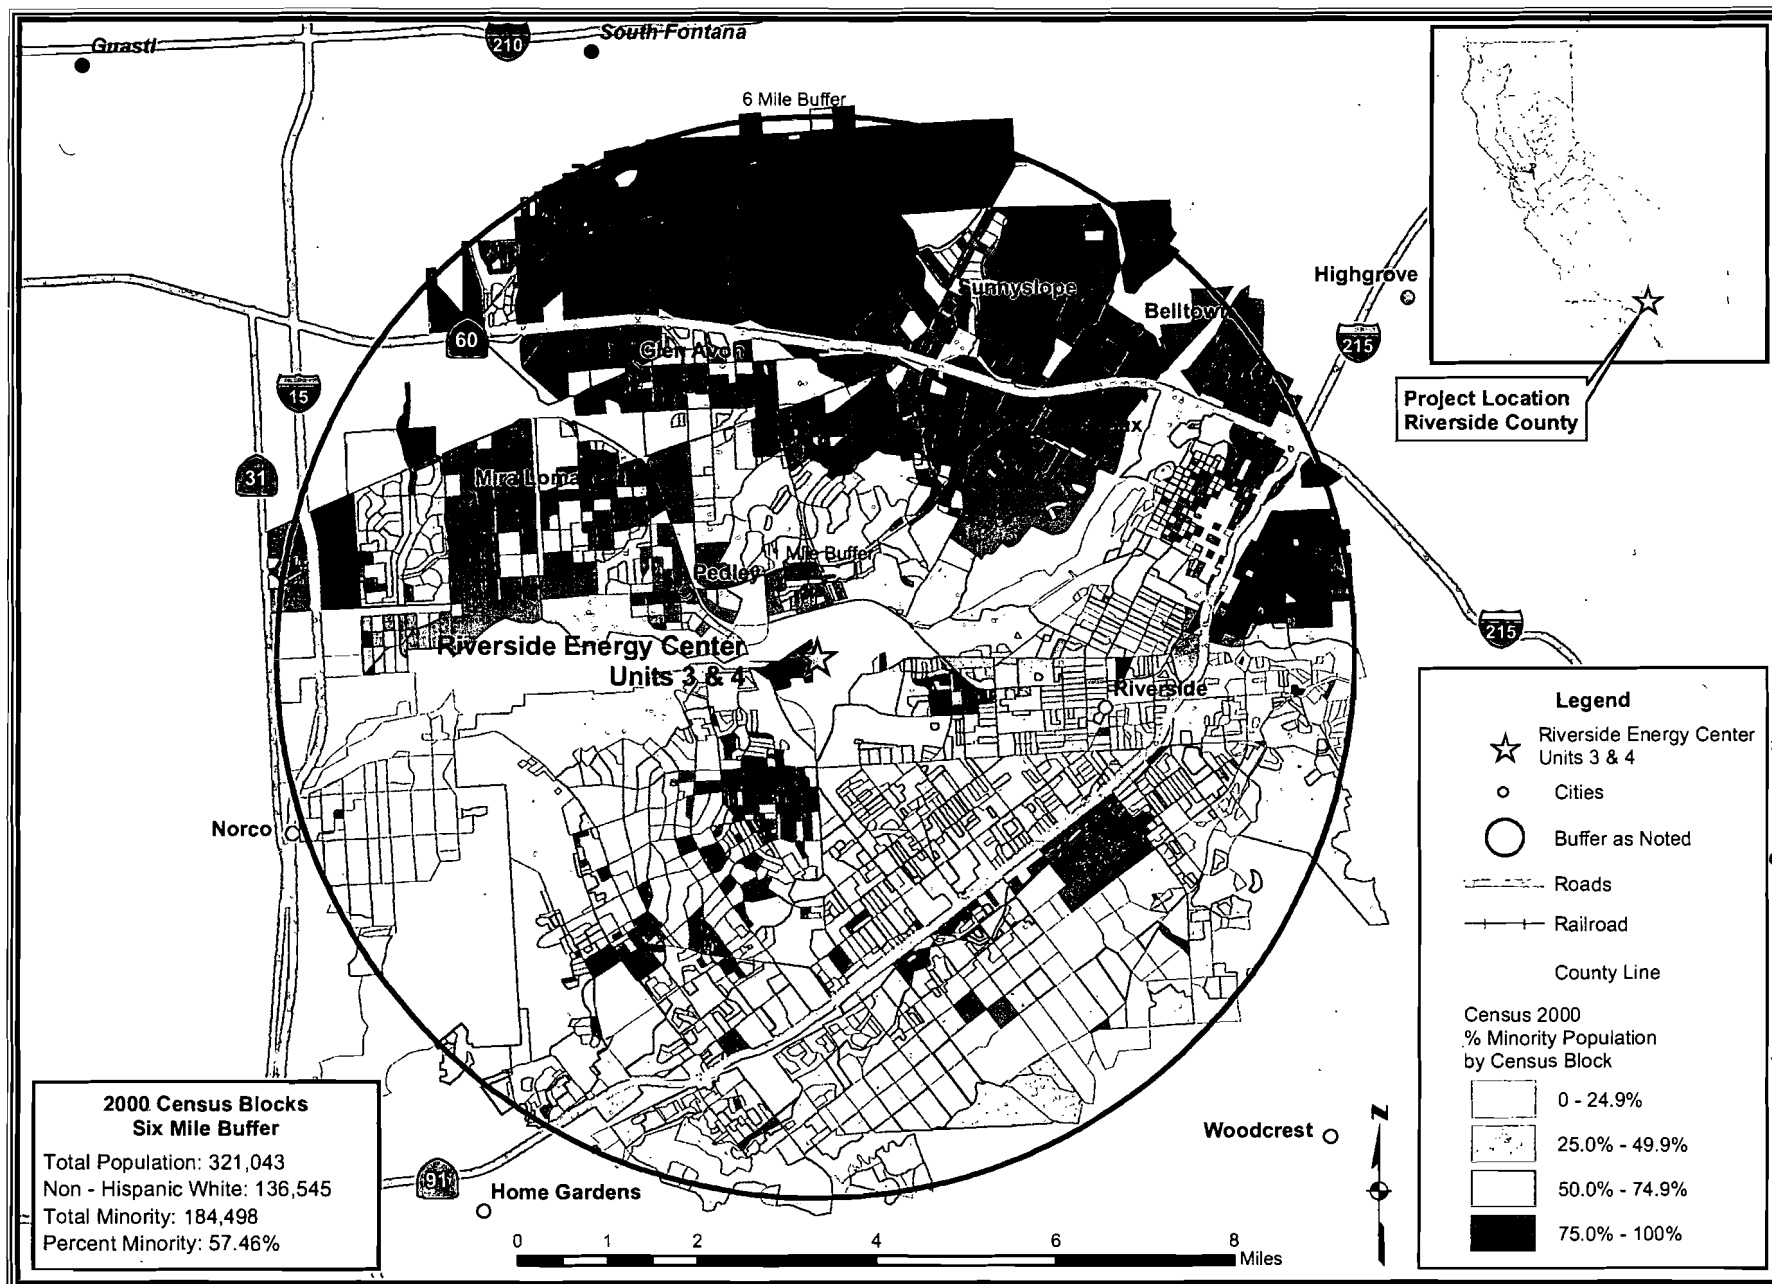 Guasti
210
South Fontana
6 Mile Buffer
Highgrove
Sunnyslope
Belltown
215
60
Glen Avon
15
Project Location
Riverside County
31
Mira Loma
Mile Buffer
Pedley
215
Riverside Energy Center
Units 3 & 4
Riverside
Norco
Legend
Riverside Energy Center
Units 3 & 4
Cities
Buffer as Noted
Roads
Railroad
County Line
Census 2000
% Minority Population
by Census Block
0 - 24.9%
25.0% - 49.9%
50.0% - 74.9%
75.0% - 100%
2000 Census Blocks
Six Mile Buffer
Total Population: 321,043
Non - Hispanic White: 136,545
Total Minority: 184,498
Percent Minority: 57.46%
91
Home Gardens
Woodcrest
N
0 1 2 4 6 8
Miles